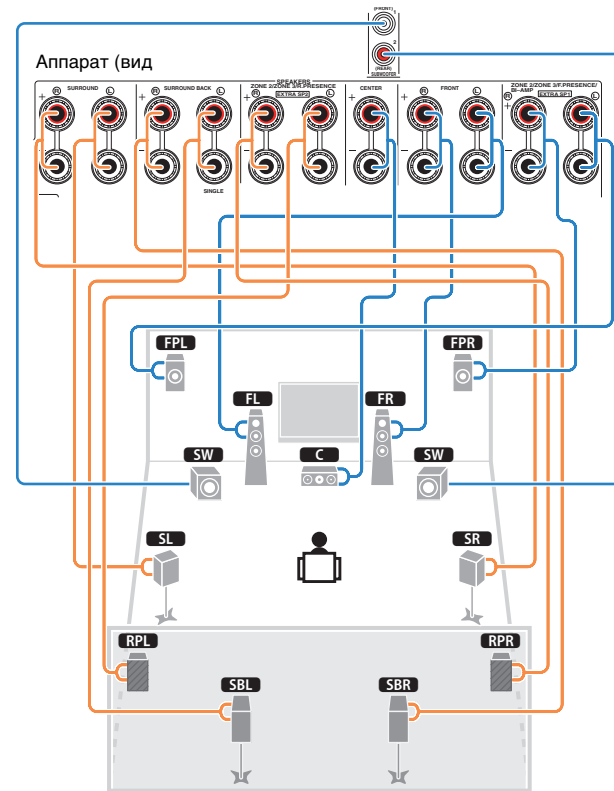 (FRONT)
1
2
(REAR)
SUBWOOFER
Аппарат (вид
SPEAKERS
SURROUND
SURROUND BACK
ZONE 2/ZONE 3/R.PRESENCE
EXTRA SP2
CENTER
FRONT
ZONE 2/ZONE 3/F.PRESENCE/
BI-AMP
EXTRA SP1
+ R L
+ R L
+ R L
+
+ R L
+ R L
- - - - - -
SINGLE
FPL FPR
FL FR
SW C SW
SL SR
RPL RPR
SBL SBR